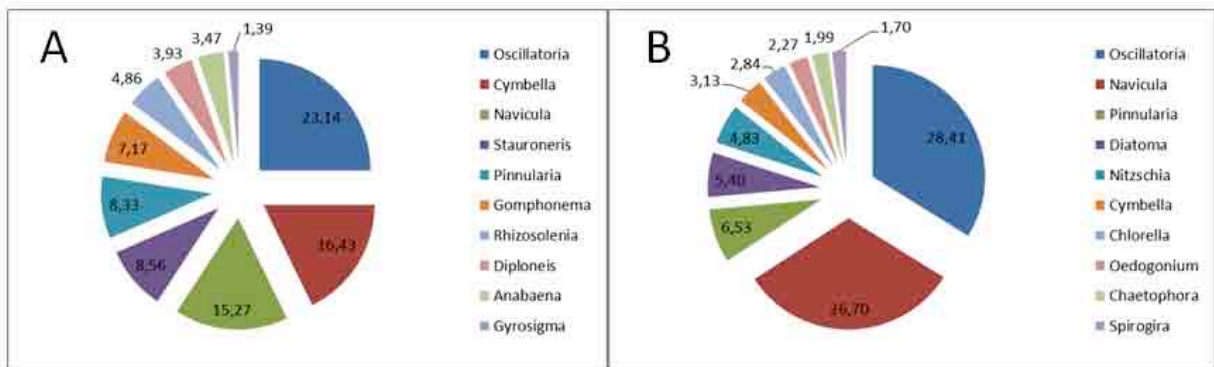 A
23,14
16,43
15,27
8,56
8,33
7,17
4,86
3,93
3,47
1,39
Oscillatoria
Cymbella
Navicula
Stauroneris
Pinnularia
Gomphonema
Rhizosolenia
Diploneis
Anabaena
Gyrosigma
B
28,41
26,70
6,53
5,40
4,83
3,13
2,84
2,27
1,99
1,70
Oscillatoria
Navicula
Pinnularia
Diatoma
Nitzschia
Cymbella
Chlorella
Oedogonium
Chaetophora
Spirogira